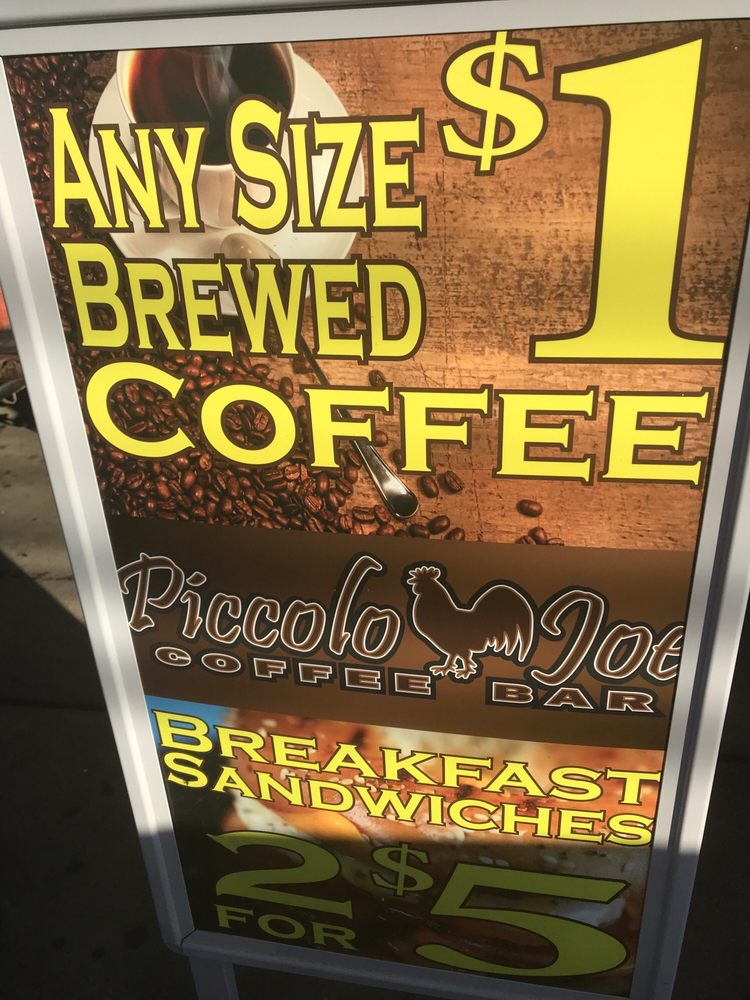 ANY SIZE $1
BREWED
COFFEE
Piccolo Joe
COFFEE BAR
BREAKFAST
SANDWICHES
2 FOR $5